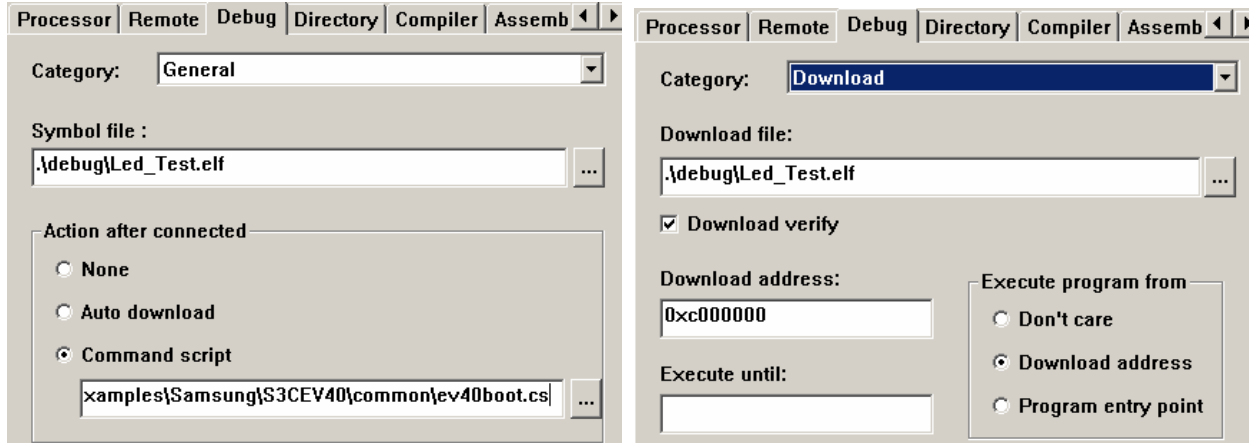 Processor Remote Debug Directory Compiler Assemb
Category: General
Symbol file :
.\debug\Led_Test.elf
...
Action after connected
None
Auto download
Command script
xamples\Samsung\S3CEV40\common\ev40boot.cs
...
Processor Remote Debug Directory Compiler Assemb
Category: Download
Download file:
.\debug\Led_Test.elf
...
Download verify
Download address:
0xc000000
Execute until:
Execute program from
Don't care
Download address
Program entry point